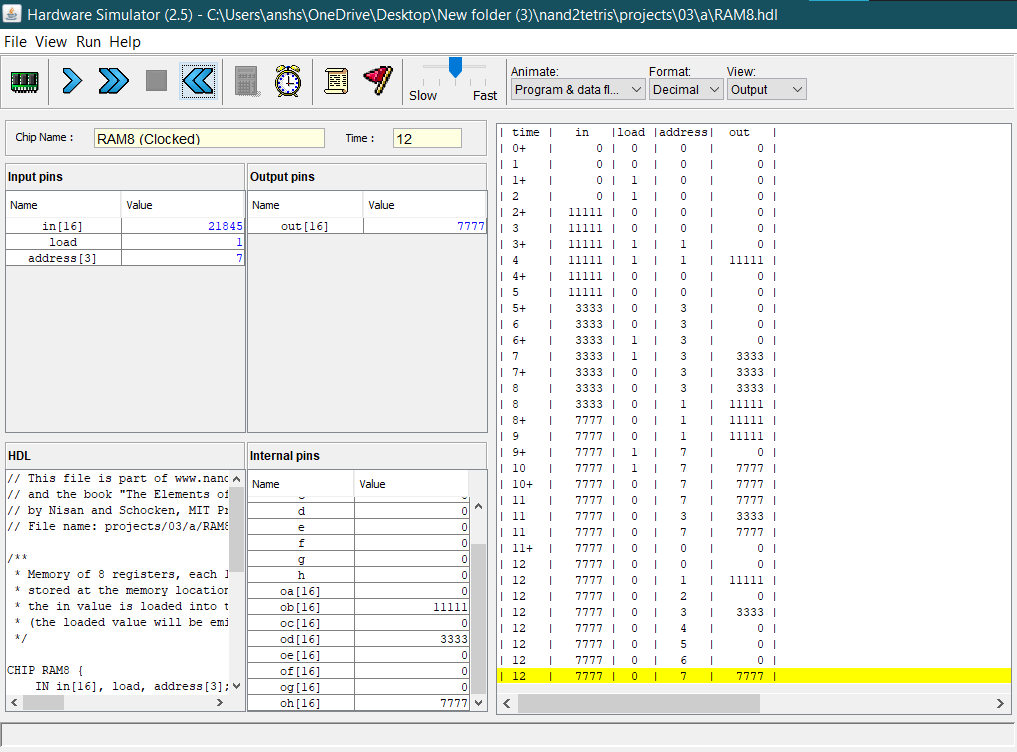 Hardware Simulator (2.5) - C:\Users\anshs\OneDrive\Desktop\New folder (3)\nand2tetris\projects\03\a\RAM8.hdl
File View Run Help
Slow Fast
Animate: Format: View:
Program & data fl... Decimal Output
Chip Name : RAM8 (Clocked) Time : 12
Input pins
Name Value
in[16] 21845
load 1
address[3] 7
Output pins
Name Value
out[16] 7777
HDL
// This file is part of www.nand
// and the book "The Elements of
// by Nisan and Schocken, MIT Pr
// File name: projects/03/a/RAM8
/**
* Memory of 8 registers, each 1
* stored at the memory location
* the in value is loaded into t
* (the loaded value will be emi
*/
CHIP RAM8 {
IN in[16], load, address[3];
Internal pins
Name Value
d 0
e 0
f 0
g 0
h 0
oa[16] 0
ob[16] 11111
oc[16] 0
od[16] 3333
oe[16] 0
of[16] 0
og[16] 0
oh[16] 7777
| time | in |load |address| out |
| 0+ | 0 | 0 | 0 | 0 |
| 1 | 0 | 0 | 0 | 0 |
| 1+ | 0 | 1 | 0 | 0 |
| 2 | 0 | 1 | 0 | 0 |
| 2+ | 11111 | 0 | 0 | 0 |
| 3 | 11111 | 0 | 0 | 0 |
| 3+ | 11111 | 1 | 1 | 0 |
| 4 | 11111 | 1 | 1 | 11111 |
| 4+ | 11111 | 0 | 0 | 0 |
| 5 | 11111 | 0 | 0 | 0 |
| 5+ | 3333 | 0 | 3 | 0 |
| 6 | 3333 | 0 | 3 | 0 |
| 6+ | 3333 | 1 | 3 | 0 |
| 7 | 3333 | 1 | 3 | 3333 |
| 7+ | 3333 | 0 | 3 | 3333 |
| 8 | 3333 | 0 | 3 | 3333 |
| 8 | 3333 | 0 | 1 | 11111 |
| 8+ | 7777 | 0 | 1 | 11111 |
| 9 | 7777 | 0 | 1 | 11111 |
| 9+ | 7777 | 1 | 7 | 0 |
| 10 | 7777 | 1 | 7 | 7777 |
| 10+ | 7777 | 0 | 7 | 7777 |
| 11 | 7777 | 0 | 7 | 7777 |
| 11 | 7777 | 0 | 3 | 3333 |
| 11 | 7777 | 0 | 7 | 7777 |
| 11+ | 7777 | 0 | 0 | 0 |
| 12 | 7777 | 0 | 0 | 0 |
| 12 | 7777 | 0 | 1 | 11111 |
| 12 | 7777 | 0 | 2 | 0 |
| 12 | 7777 | 0 | 3 | 3333 |
| 12 | 7777 | 0 | 4 | 0 |
| 12 | 7777 | 0 | 5 | 0 |
| 12 | 7777 | 0 | 6 | 0 |
| 12 | 7777 | 0 | 7 | 7777 |